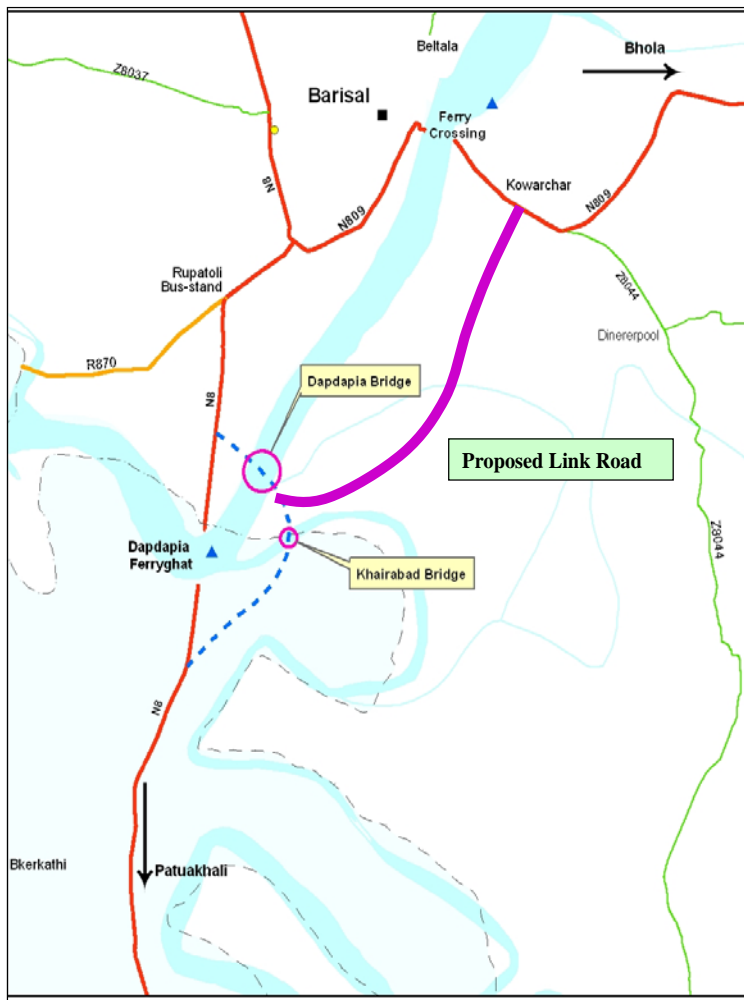 Beltala
Bhola
Z8037
Barisal
Ferry
Crossing
N8
Kowarchar
N809
N809
Rupatoli
Bus-stand
Z8044
Dinererpool
R870
Dapdapia Bridge
N8
Proposed Link Road
Dapdapia
Ferryghat
Khairabad Bridge
Z8044
N8
Bkerkathi
Patuakhali